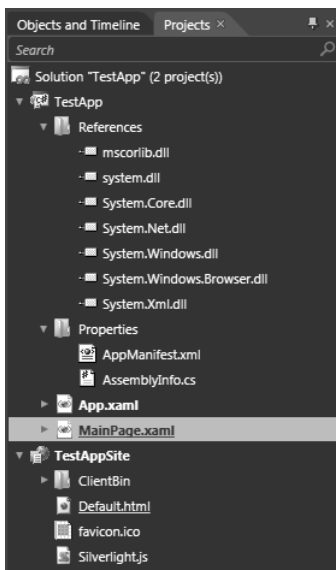 Objects and Timeline Projects ×
Search
Solution "TestApp" (2 project(s))
TestApp
References
mscorlib.dll
system.dll
System.Core.dll
System.Net.dll
System.Windows.dll
System.Windows.Browser.dll
System.Xml.dll
Properties
AppManifest.xml
AssemblyInfo.cs
App.xaml
MainPage.xaml
TestAppSite
ClientBin
Default.html
favicon.ico
Silverlight.js